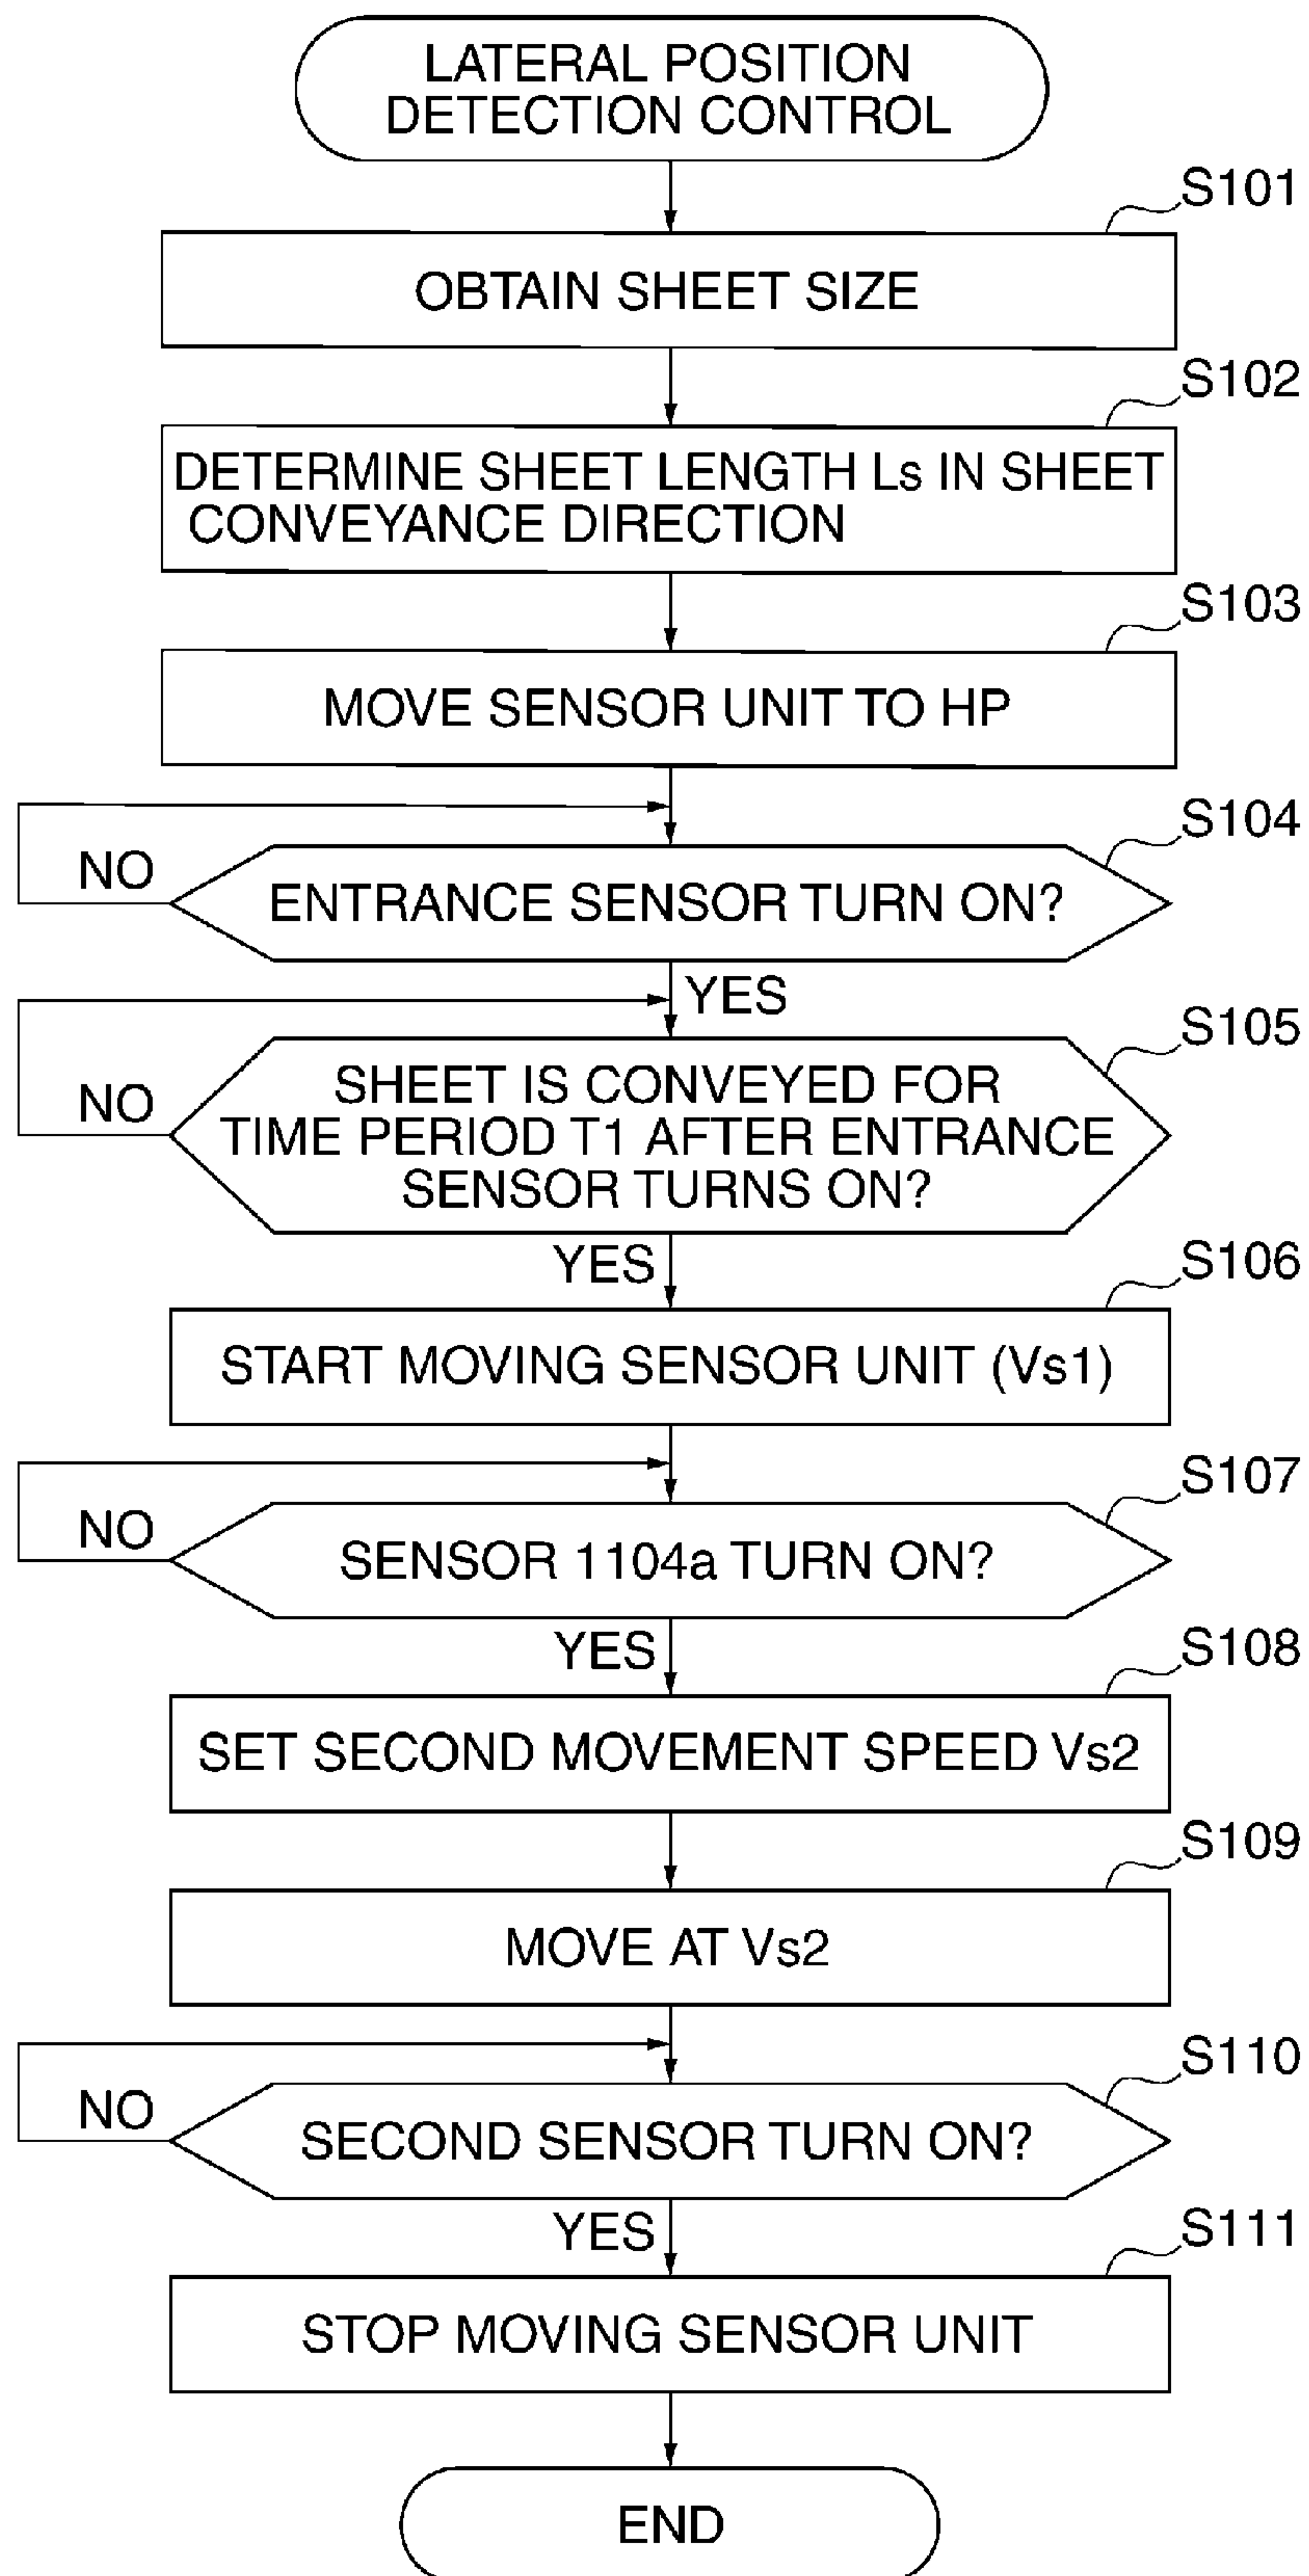 LATERAL POSITION
DETECTION CONTROL
S101
OBTAIN SHEET SIZE
S102
DETERMINE SHEET LENGTH Ls IN SHEET
CONVEYANCE DIRECTION
S103
MOVE SENSOR UNIT TO HP
S104
NO
ENTRANCE SENSOR TURN ON?
YES
S105
NO
SHEET IS CONVEYED FOR
TIME PERIOD T1 AFTER ENTRANCE
SENSOR TURNS ON?
YES
S106
START MOVING SENSOR UNIT (Vs1)
S107
NO
SENSOR 1104a TURN ON?
YES
S108
SET SECOND MOVEMENT SPEED Vs2
S109
MOVE AT Vs2
S110
NO
SECOND SENSOR TURN ON?
YES
S111
STOP MOVING SENSOR UNIT
END